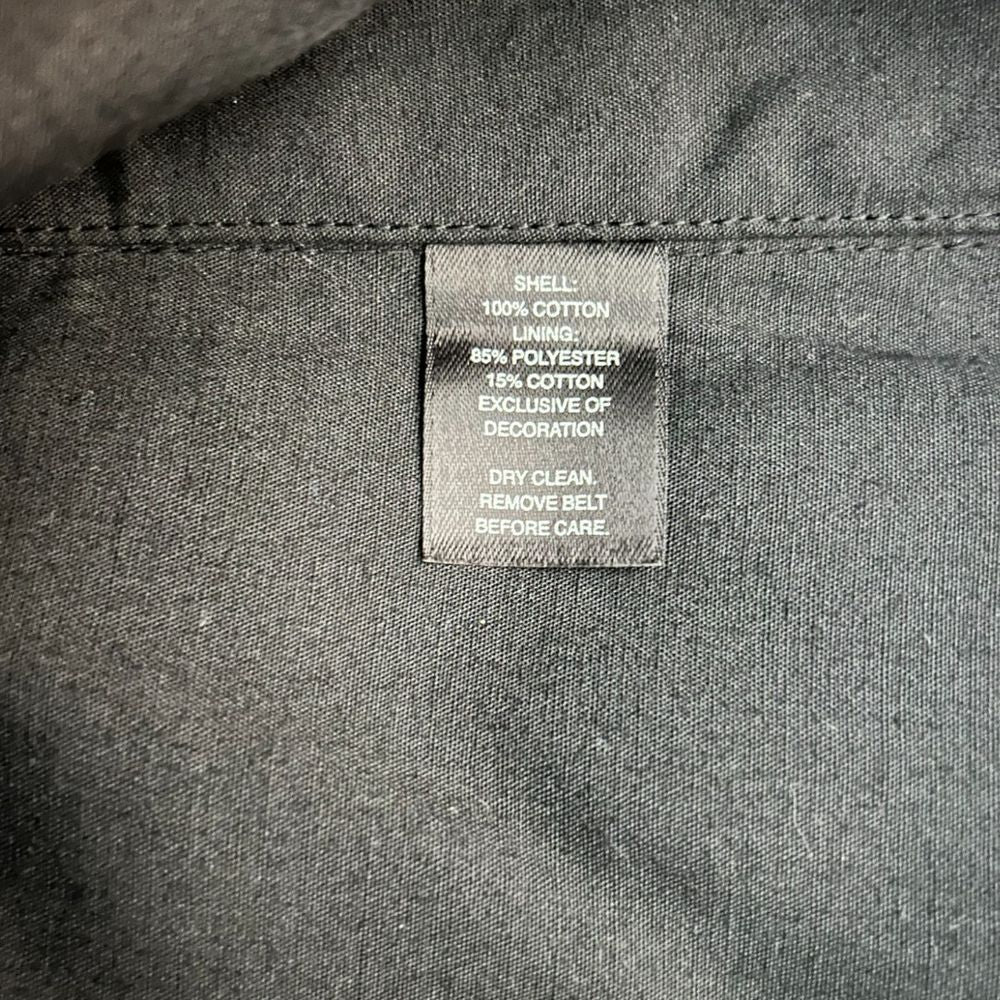 SHELL:
100% COTTON
LINING:
85% POLYESTER
15% COTTON
EXCLUSIVE OF
DECORATION
DRY CLEAN.
REMOVE BELT
BEFORE CARE.